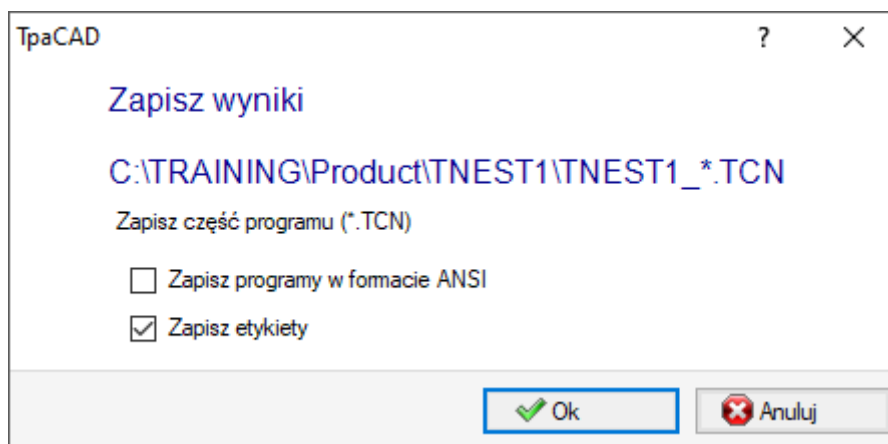 TpaCAD ?
Zapisz wyniki
C:\TRAINING\Product\TNEST1\TNEST1_*.TCN
Zapisz część programu (*.TCN)
Zapisz programy w formacie ANSI
Zapisz etykiety
Ok Anuluj